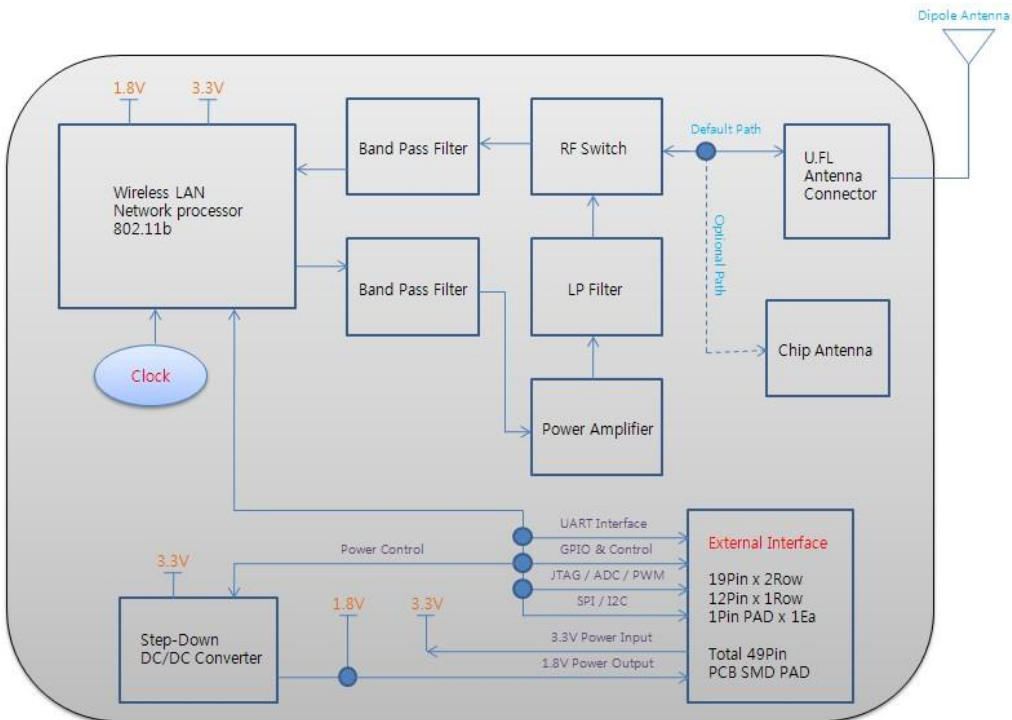 Dipole Antenna
1.8V
3.3V
Wireless LAN
Network processor
802.11b
Band Pass Filter
RF Switch
Default Path
U.FL
Antenna
Connector
Optional Path
Band Pass Filter
LP Filter
Chip Antenna
Clock
Power Amplifier
UART Interface
Power Control
GPIO & Control
JTAG / ADC / PWM
SPI / I2C
3.3V
1.8V
3.3V
3.3V Power Input
1.8V Power Output
Step-Down
DC/DC Converter
External Interface
19Pin x 2Row
12Pin x 1Row
1Pin PAD x 1Ea
Total 49Pin
PCB SMD PAD